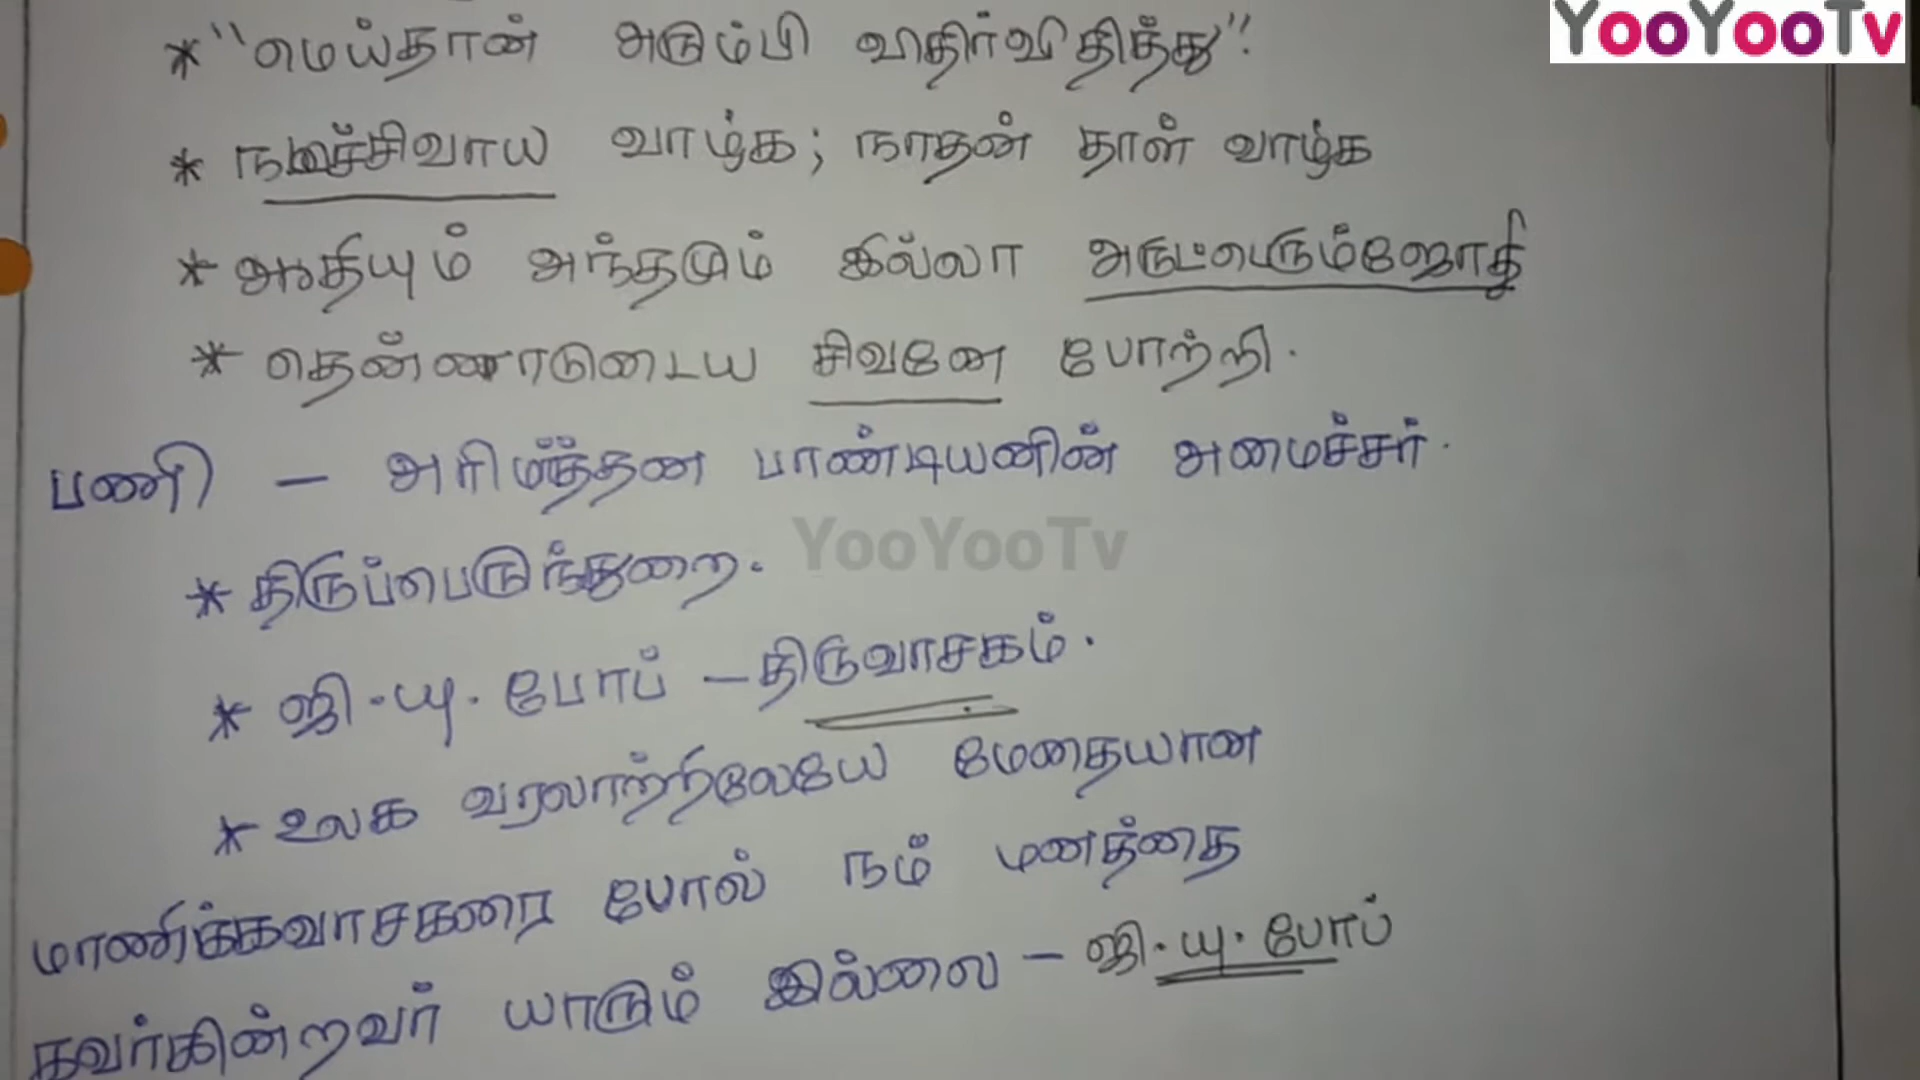 YooYooTv
* "மெய்தான் அரும்பி விதிர்விதித்து".
* நமச்சிவாய வாழ்க; நாதன் தாள் வாழ்க
* ஆதியும் அந்தமும் இல்லா அருட்பெரும்ஜோதி
* தென்னாடுடைய சிவனே போற்றி.
பணி - அரிமர்த்தன பாண்டியனின் அமைச்சர்.
YooYooTv
* திருப்பெருந்துறை.
* ஜி.யு. போப் - திருவாசகம்.
* உலக வரலாற்றிலேயே மேதையான
மாணிக்கவாசகரை போல் நம் மனத்தை
கவர்கின்றவர் யாரும் இல்லை - ஜி.யு. போப்